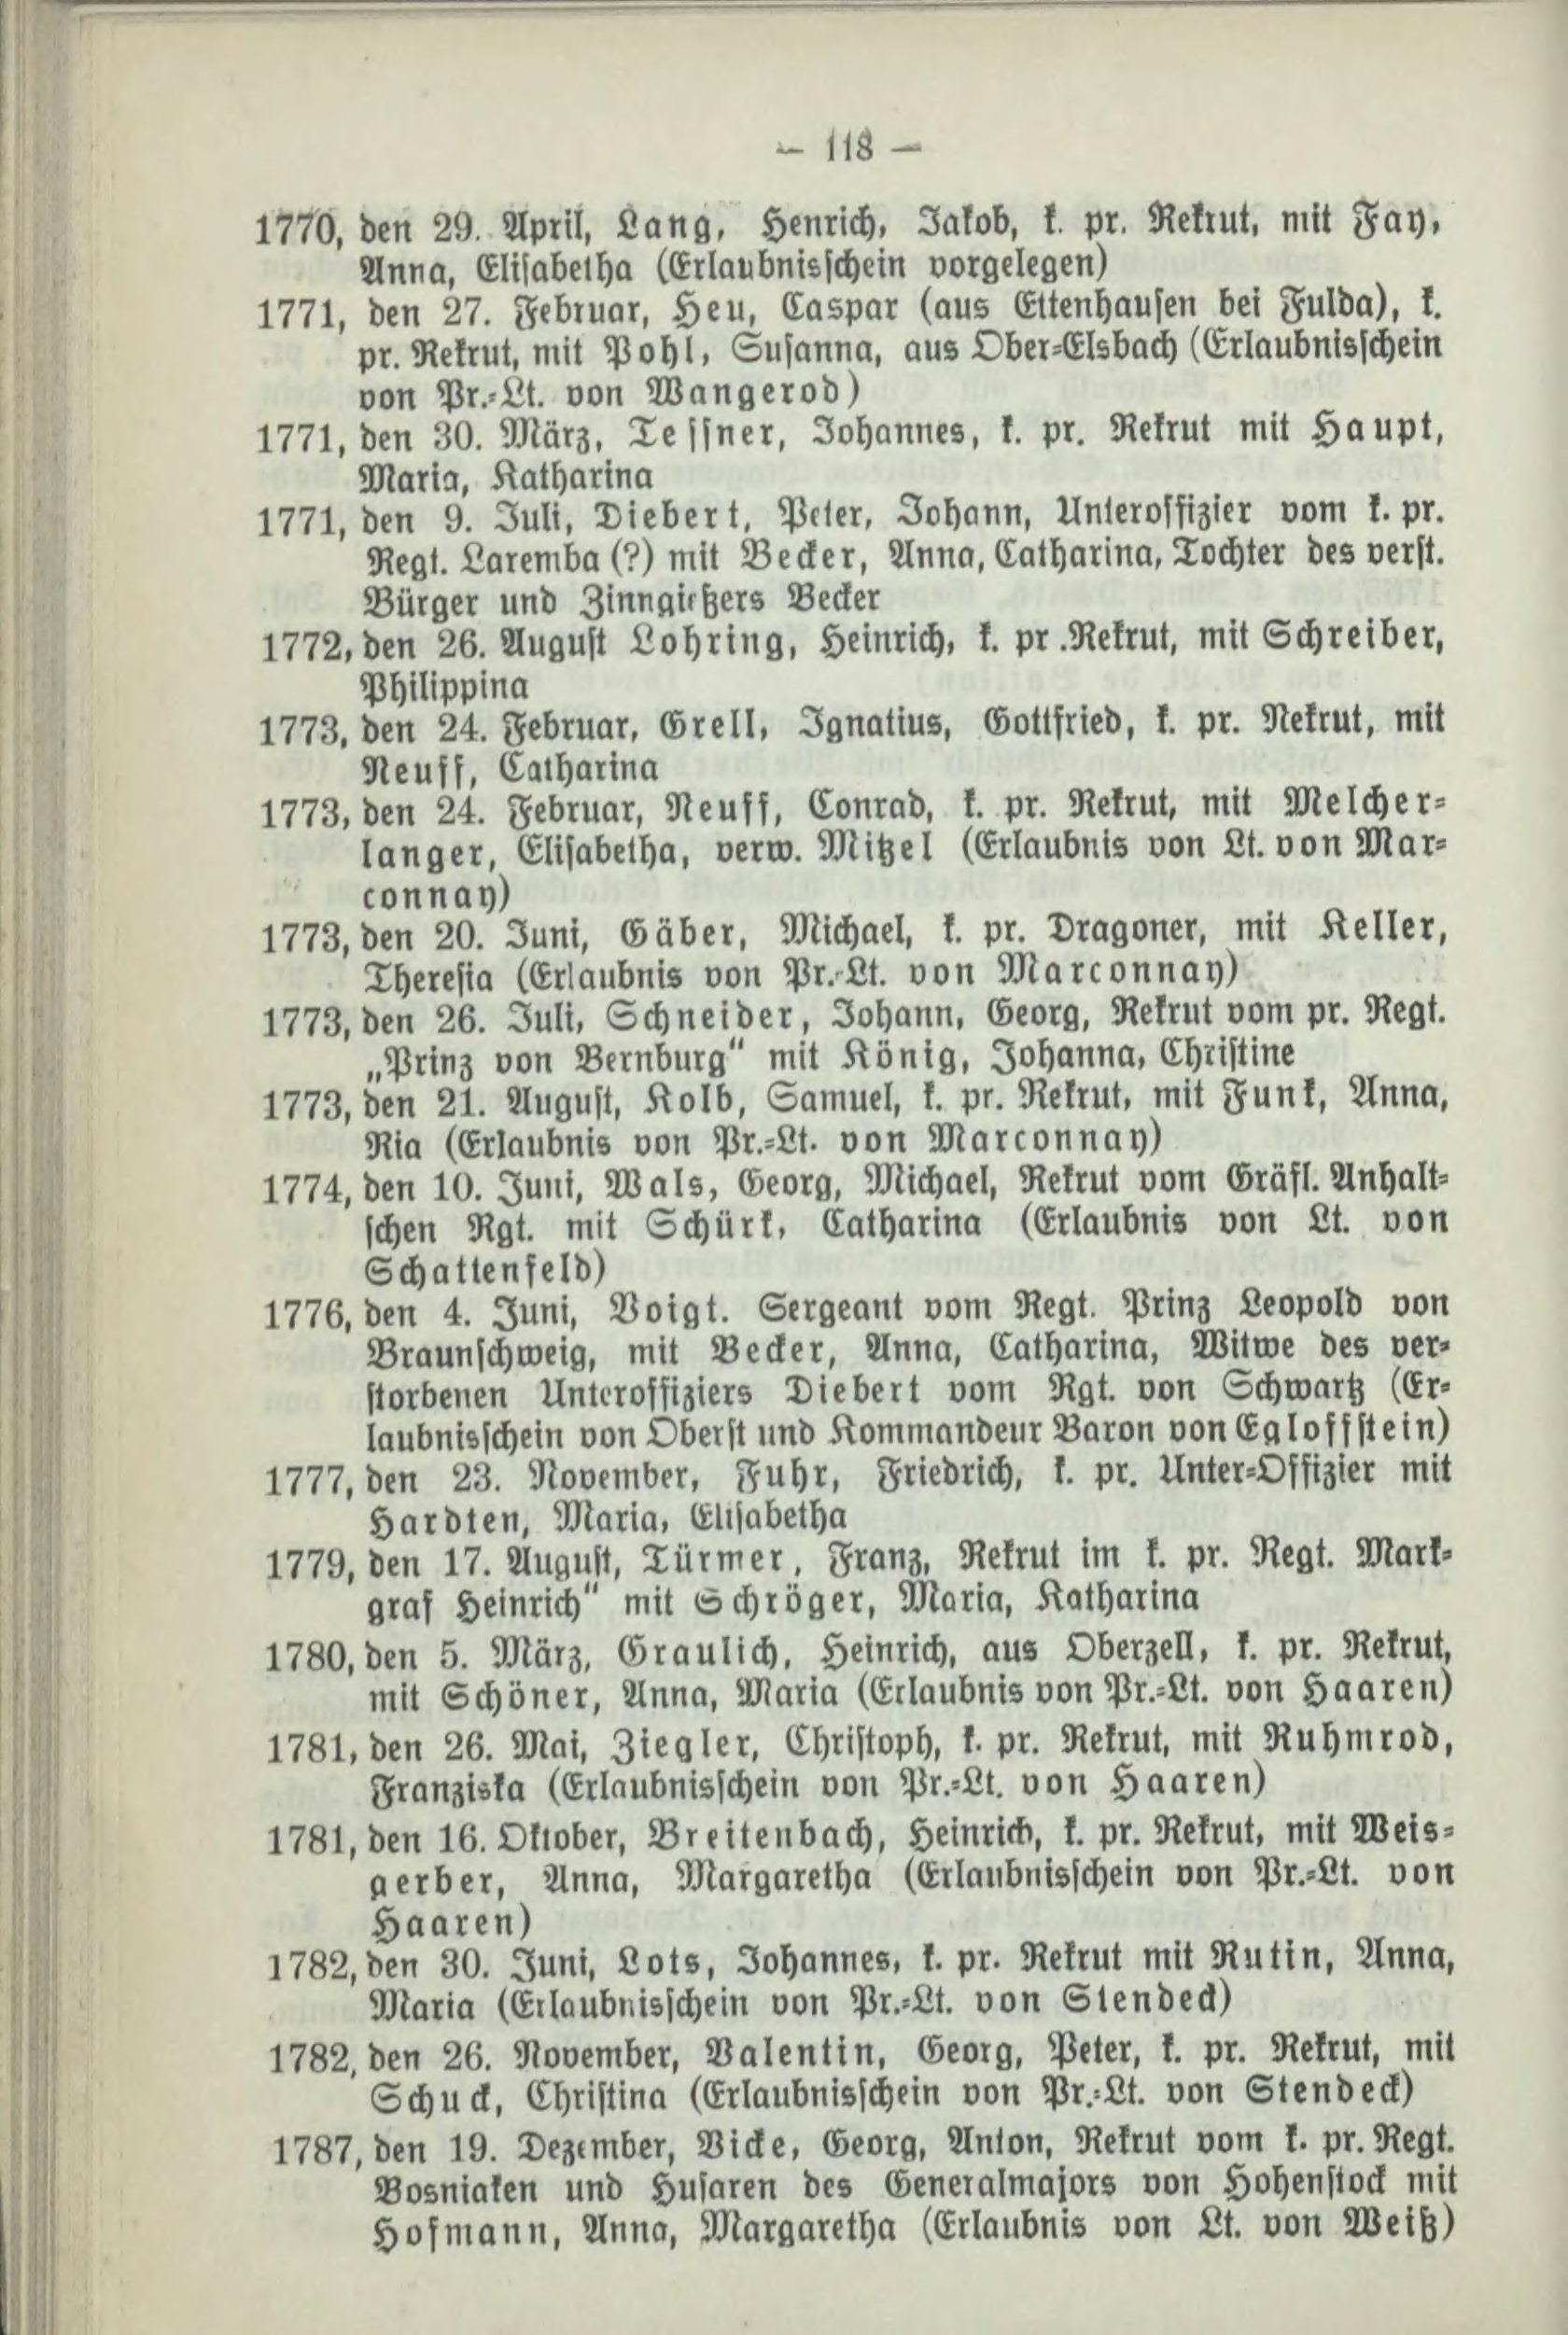 — 118 —
1770, den 29. April, Lang, Henrich, Jakob, k. pr. Rekrut, mit Fay,
Anna, Elisabetha (Erlaubnisschein vorgelegen)
1771, den 27. Februar, Heu, Caspar (aus Ettenhausen bei Fulda), k.
pr. Rekrut, mit Pohl, Susanna, aus Ober-Elsbach (Erlaubnisschein
von Pr.-Lt. von Wangerod)
1771, den 30. März, Tessner, Johannes, k. pr. Rekrut mit Haupt,
Maria, Katharina
1771, den 9. Juli, Diebert, Peter, Johann, Unteroffizier vom k. pr.
Regt. Laremba (?) mit Becker, Anna, Catharina, Tochter des verst.
Bürger und Zinngießers Becker
1772, den 26. August Lohring, Heinrich, k. pr .Rekrut, mit Schreiber,
Philippina
1773, den 24. Februar, Grell, Ignatius, Gottfried, k. pr. Rekrut, mit
Neuff, Catharina
1773, den 24. Februar, Neuff, Conrad, k. pr. Rekrut, mit Melcher-
langer, Elisabetha, verw. Mitzel (Erlaubnis von Lt. von Mar-
connay)
1773, den 20. Juni, Gäber, Michael, k. pr. Dragoner, mit Keller,
Theresia (Erlaubnis von Pr.-Lt. von Marconnay)
1773, den 26. Juli, Schneider, Johann, Georg, Rekrut vom pr. Regt.
„Prinz von Bernburg“ mit König, Johanna, Christine
1773, den 21. August, Kolb, Samuel, k. pr. Rekrut, mit Funk, Anna,
Ria (Erlaubnis von Pr.-Lt. von Marconnay)
1774, den 10. Juni, Wals, Georg, Michael, Rekrut vom Gräfl. Anhalt-
schen Rgt. mit Schürk, Catharina (Erlaubnis von Lt. von
Schattenfeld)
1776, den 4. Juni, Voigt. Sergeant vom Regt. Prinz Leopold von
Braunschweig, mit Becker, Anna, Catharina, Witwe des ver-
storbenen Unteroffiziers Diebert vom Rgt. von Schwartz (Er-
laubnisschein von Oberst und Kommandeur Baron von Egloffstein)
1777, den 23. November, Fuhr, Friedrich, k. pr. Unter-Offizier mit
Hardten, Maria, Elisabetha
1779, den 17. August, Türmer, Franz, Rekrut im k. pr. Regt. Mark-
graf Heinrich“ mit Schröger, Maria, Katharina
1780, den 5. März, Graulich, Heinrich, aus Oberzell, k. pr. Rekrut,
mit Schöner, Anna, Maria (Erlaubnis von Pr.-Lt. von Haaren)
1781, den 26. Mai, Ziegler, Christoph, k. pr. Rekrut, mit Ruhmrod,
Franziska (Erlaubnisschein von Pr.-Lt. von Haaren)
1781, den 16. Oktober, Breitenbach, Heinrich, k. pr. Rekrut, mit Weis-
gerber, Anna, Margaretha (Erlaubnisschein von Pr.-Lt. von
Haaren)
1782, den 30. Juni, Lots, Johannes, k. pr. Rekrut mit Rutin, Anna,
Maria (Erlaubnisschein von Pr.-Lt. von Stendeck)
1782, den 26. November, Valentin, Georg, Peter, k. pr. Rekrut, mit
Schuck, Christina (Erlaubnisschein von Pr.-Lt. von Stendeck)
1787, den 19. Dezember, Vicke, Georg, Anton, Rekrut vom k. pr. Regt.
Bosniaken und Husaren des Generalmajors von Hohenstock mit
Hofmann, Anna, Margaretha (Erlaubnis von Lt. von Weiß)